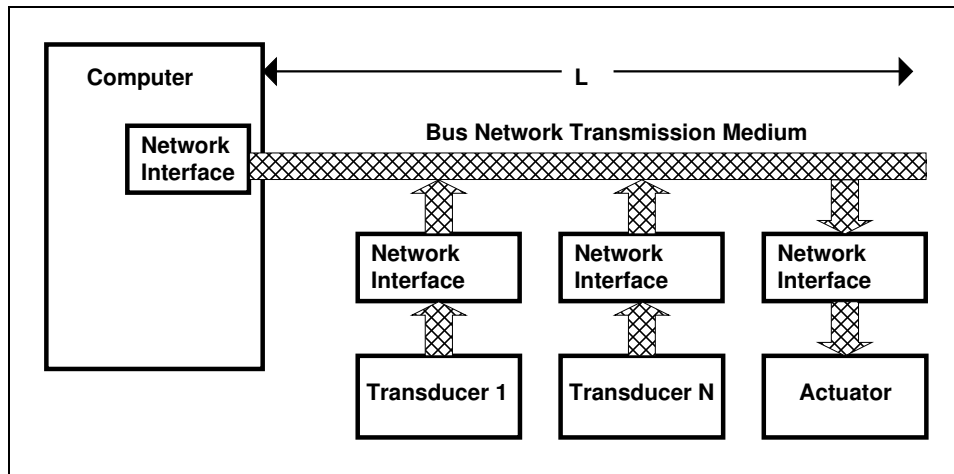 Computer
L
Bus Network Transmission Medium
Network
Interface
Network
Interface
Network
Interface
Network
Interface
Transducer 1
Transducer N
Actuator